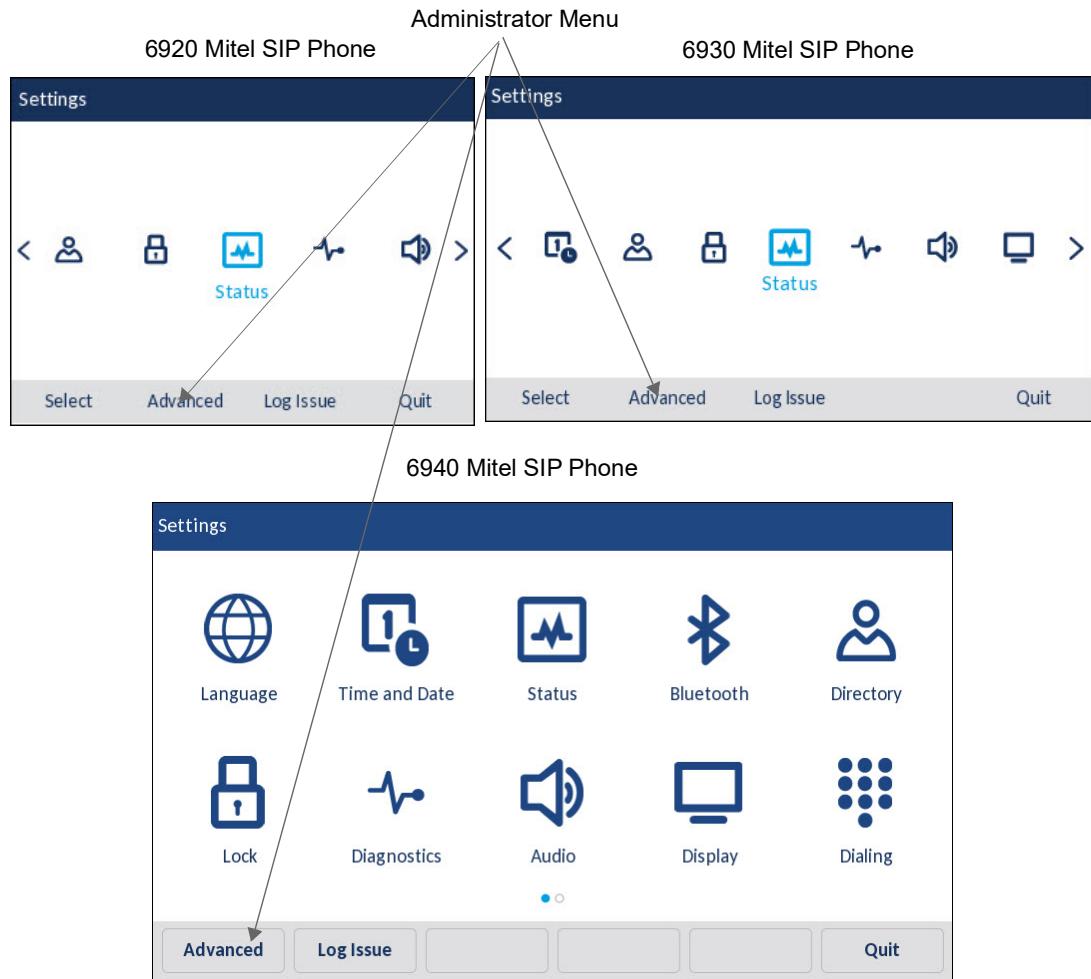 Administrator Menu
6920 Mitel SIP Phone
6930 Mitel SIP Phone
Settings
Settings
1
Status
Status
Select Advanced Log Issue Quit
Select Advanced Log Issue Quit
6940 Mitel SIP Phone
Settings
1
Language Time and Date Status Bluetooth Directory
Lock Diagnostics Audio Display Dialing
Advanced Log Issue Quit